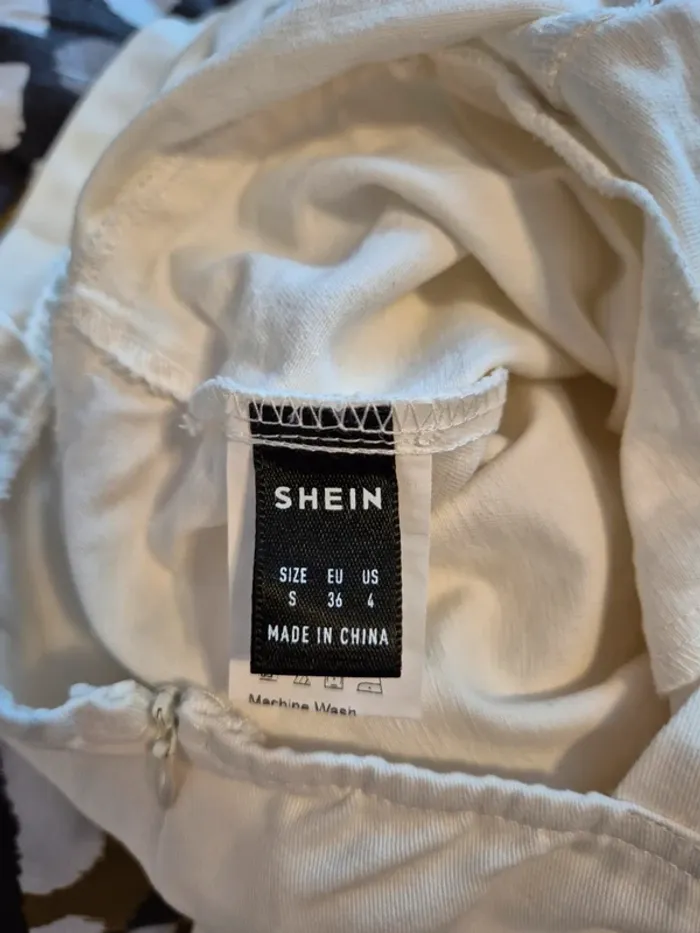 SHEIN
SIZE EU US
S 36 4
MADE IN CHINA
Machine Wash